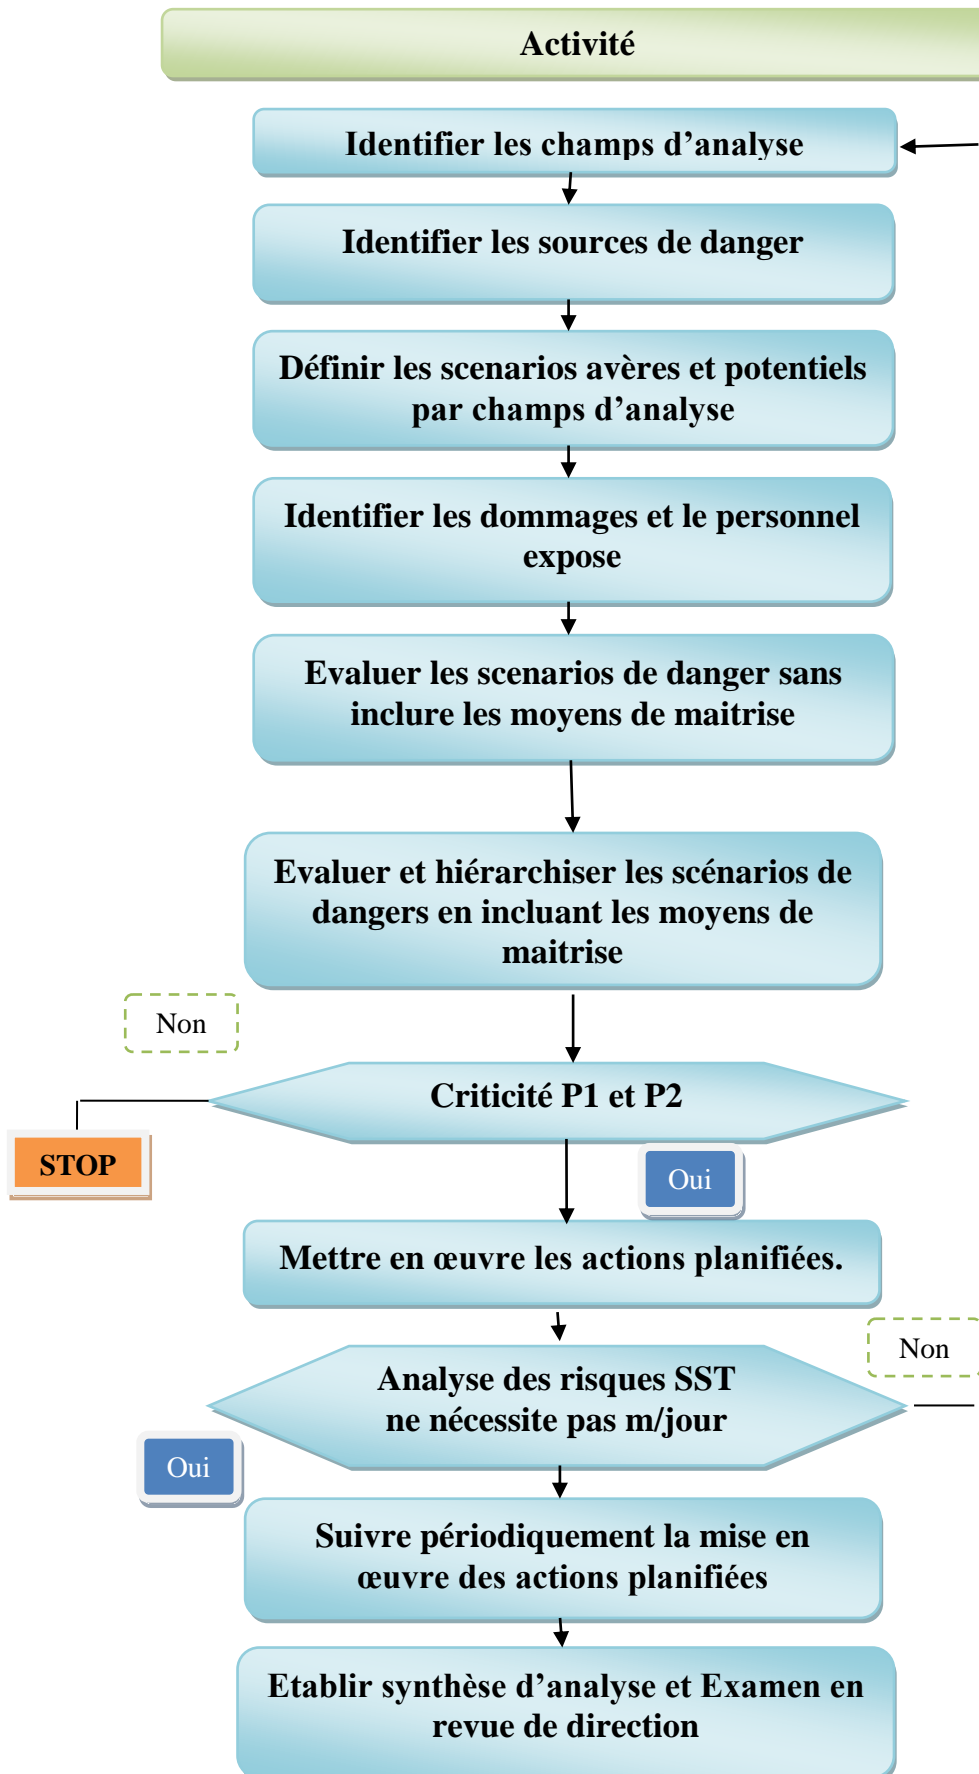 Activité
Identifier les champs d’analyse
Identifier les sources de danger
Définir les scenarios avères et potentiels
par champs d’analyse
Identifier les dommages et le personnel
expose
Evaluer les scenarios de danger sans
inclure les moyens de maitrise
Evaluer et hiérarchiser les scénarios de
dangers en incluant les moyens de
maitrise
Non
Criticité P1 et P2
STOP
Oui
Mettre en œuvre les actions planifiées.
Non
Analyse des risques SST
ne nécessite pas m/jour
Oui
Suivre périodiquement la mise en
œuvre des actions planifiées
Etablir synthèse d’analyse et Examen en
revue de direction